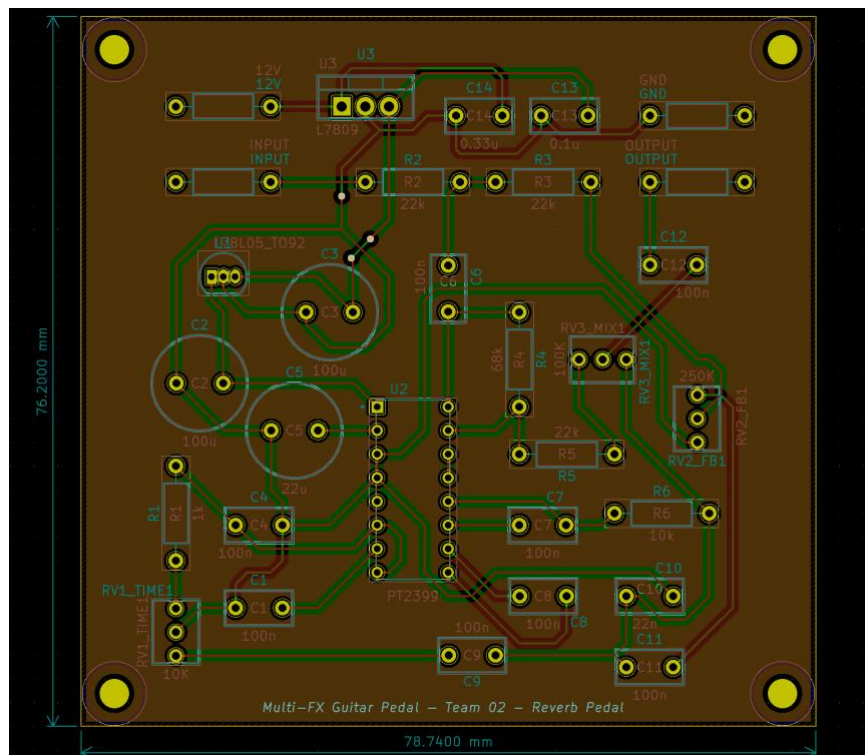 U3
U3
12V
12V
L7809
C14
C14
0.33u
C13
C13
0.1u
GND
GND
INPUT
INPUT
R2
R2
22k
R3
R3
22k
OUTPUT
OUTPUT
U1
C3
C3
100u
100n
C6
C6
C12
C12
100n
C2
C2
100u
C5
C5
22u
U2
PT2399
68k
R4
R4
RV3_MIX1
100K
RV3_MIX1
250K
RV2_FB1
RV2_FB1
22k
R5
R5
R1
R1
1k
C4
C4
100n
C7
C7
100n
R6
R6
10k
RV1_TIME1
RV1_TIME1
10K
C1
C1
100n
C8
100n
C8
C10
C10
22n
100n
C9
C9
C11
C11
100n
Multi-FX Guitar Pedal – Team 02 – Reverb Pedal
76.2000 mm
78.7400 mm